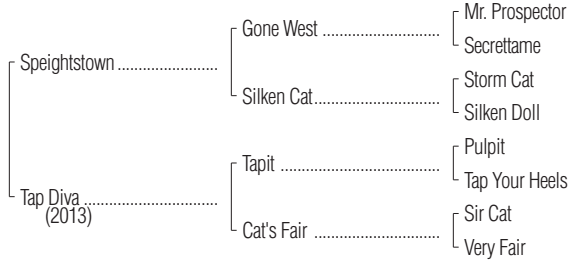 Mr. Prospector
Gone West ........................
Secrettame
Speightstown ........................
Storm Cat
Silken Cat..............................
Silken Doll
Pulpit
Tapit ....................................
Tap Your Heels
Tap Diva ................................
(2013)
Sir Cat
Cat's Fair .............................
Very Fair